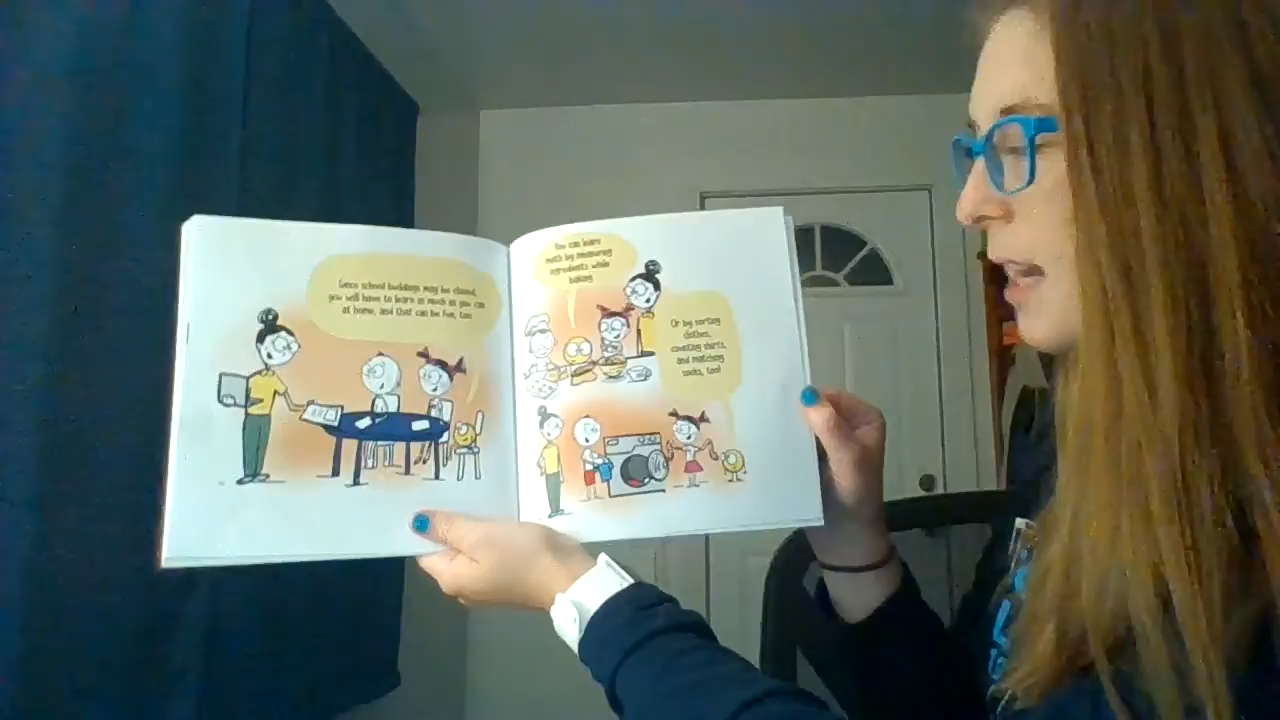 Since school buildings may be closed,
you will have to learn as much as you can
at home, and that can be fun, too
You can learn
math by measuring
ingredients while
baking
Or by sorting
clothes,
counting shirts,
and matching
socks, too!